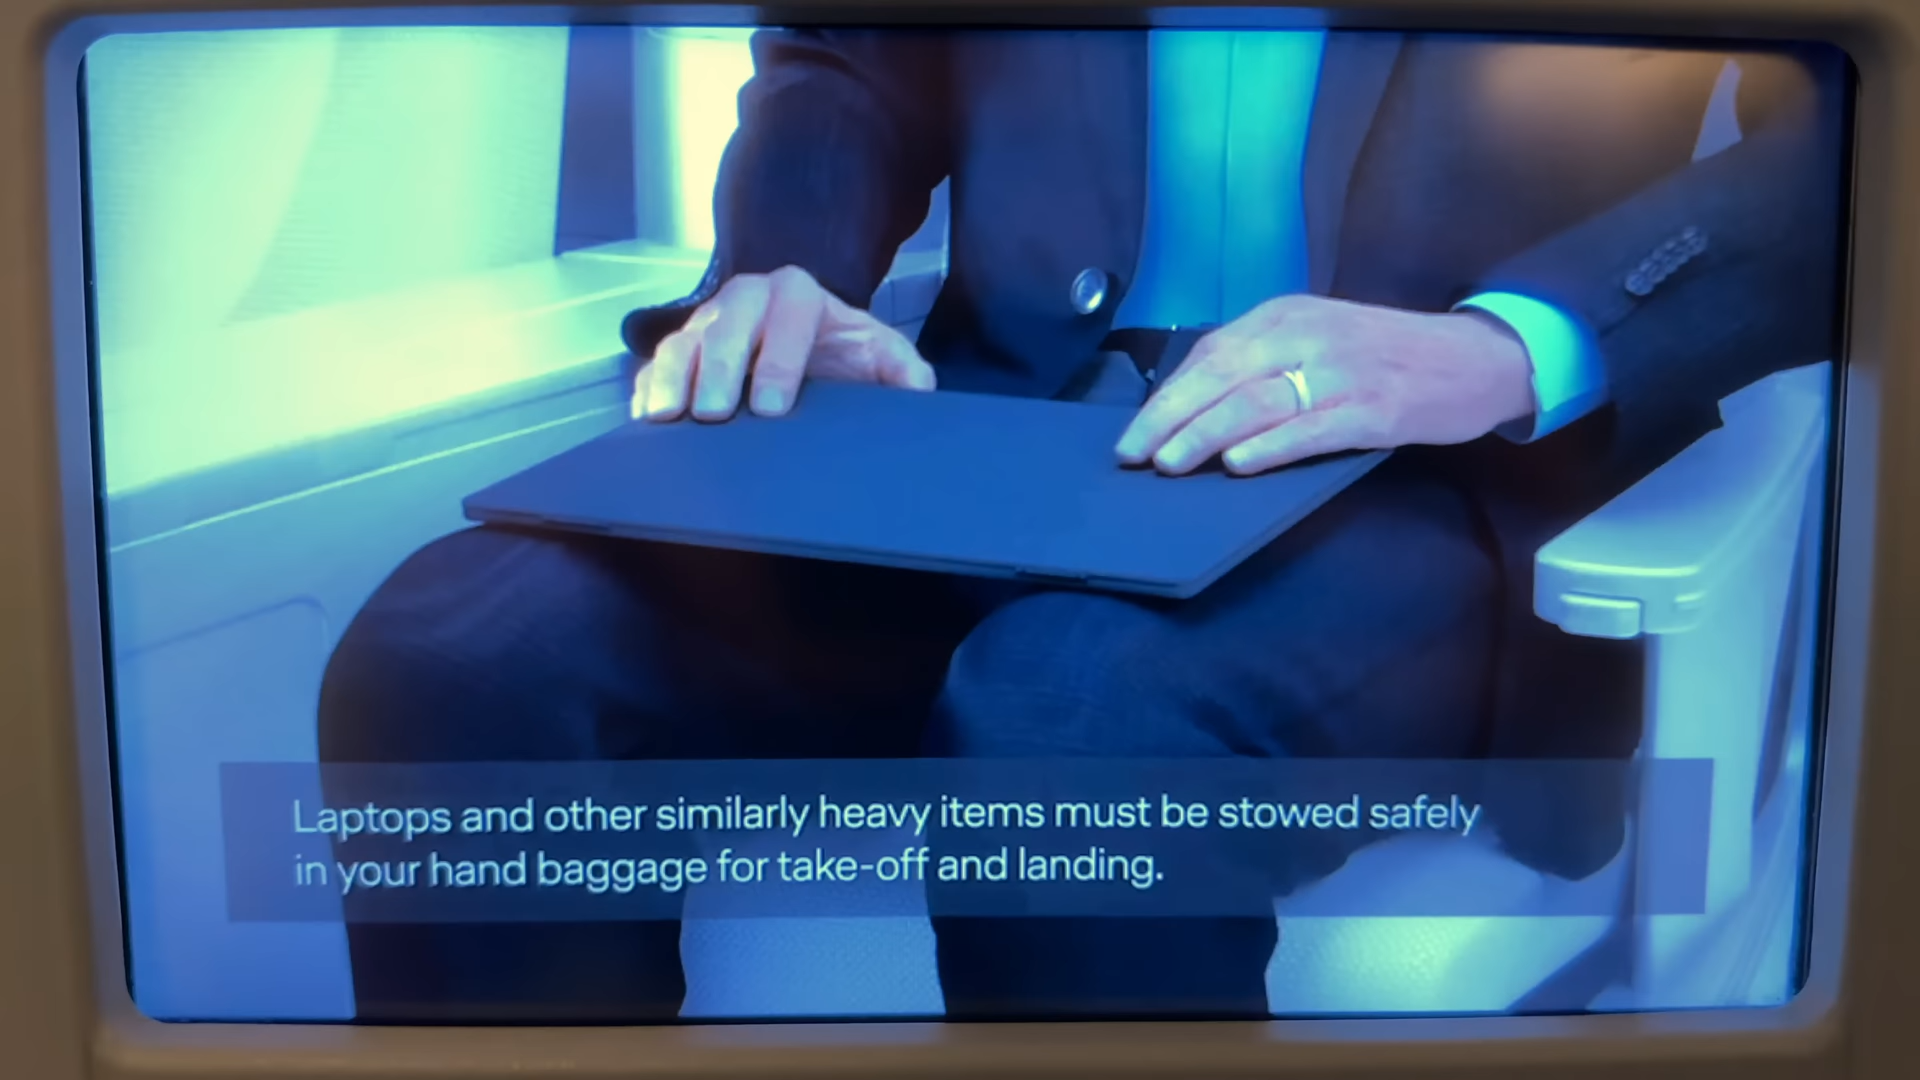 Laptops and other similarly heavy items must be stowed safely
in your hand baggage for take-off and landing.